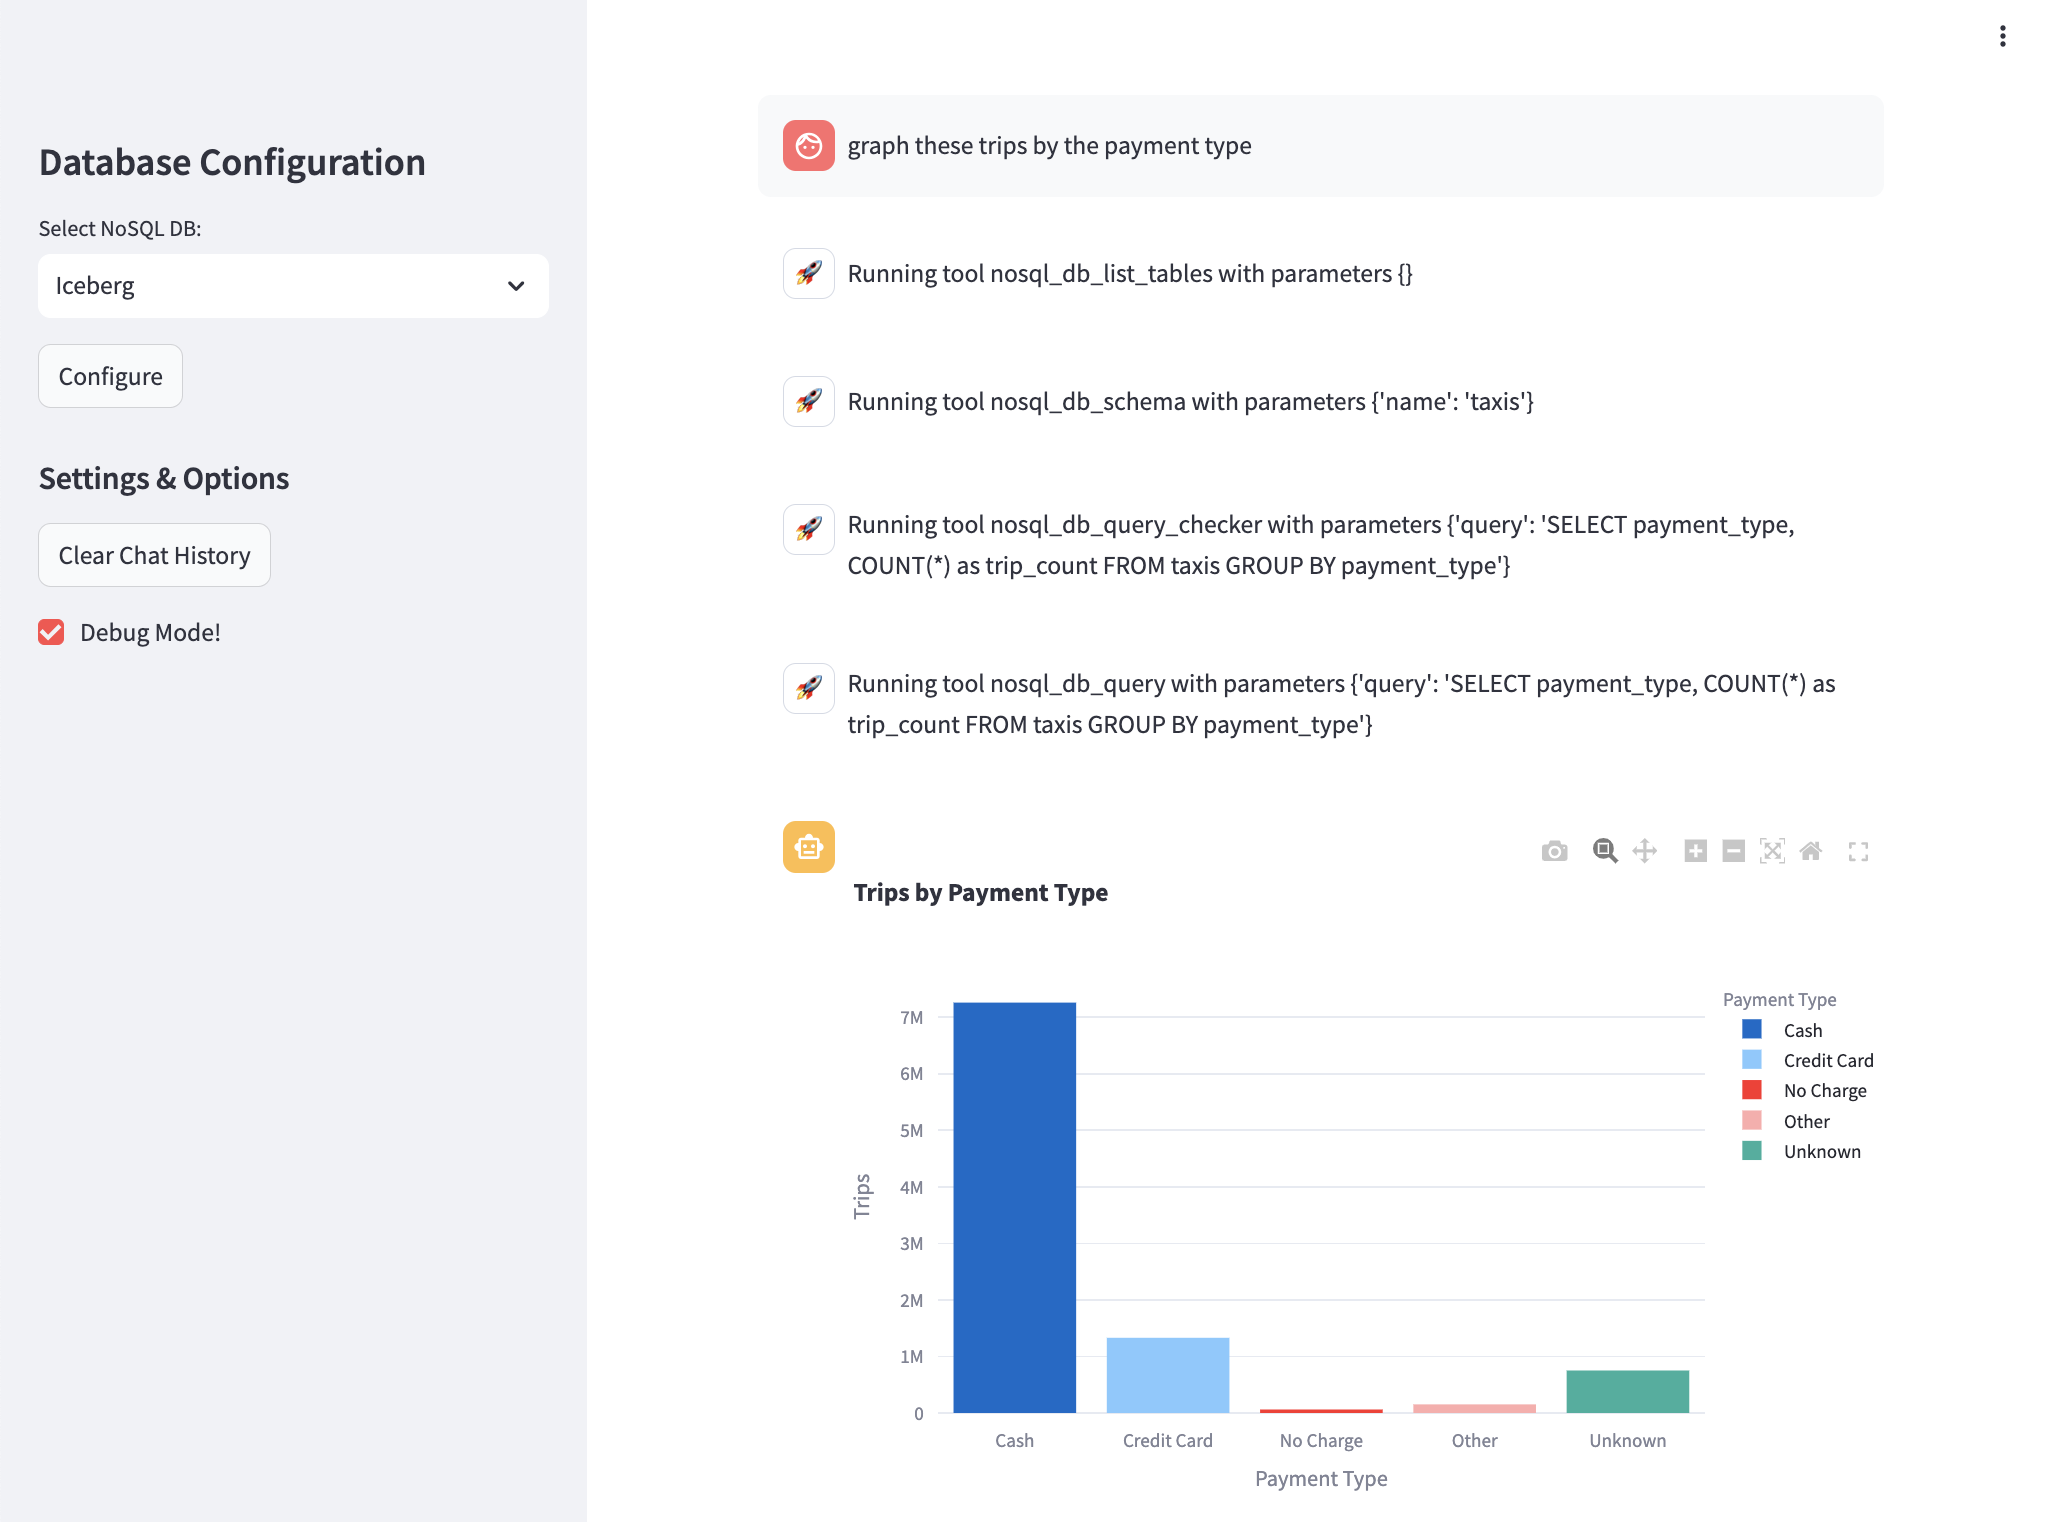 Database Configuration
Select NoSQL DB:
Iceberg
Configure
Settings & Options
Clear Chat History
Debug Mode!
graph these trips by the payment type
Running tool nosql_db_list_tables with parameters {}
Running tool nosql_db_schema with parameters {'name': 'taxis'}
Running tool nosql_db_query_checker with parameters {'query': 'SELECT payment_type,
COUNT(*) as trip_count FROM taxis GROUP BY payment_type'}
Running tool nosql_db_query with parameters {'query': 'SELECT payment_type, COUNT(*) as
trip_count FROM taxis GROUP BY payment_type'}
Trips by Payment Type
Trips
7M
6M
5M
4M
3M
2M
1M
0
Cash
Credit Card
No Charge
Other
Unknown
Payment Type
Payment Type
Cash
Credit Card
No Charge
Other
Unknown